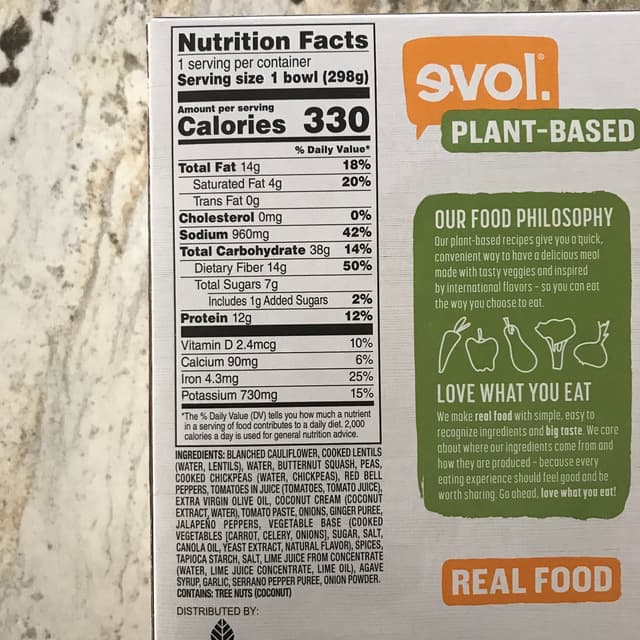 Nutrition Facts
1 serving per container
Serving size 1 bowl (298g)
Amount per serving
Calories 330
% Daily Value*
Total Fat 14g 18%
Saturated Fat 4g 20%
Trans Fat 0g
Cholesterol 0mg 0%
Sodium 960mg 42%
Total Carbohydrate 38g 14%
Dietary Fiber 14g 50%
Total Sugars 7g
Includes 1g Added Sugars 2%
Protein 12g 12%
Vitamin D 2.4mcg 10%
Calcium 90mg 6%
Iron 4.3mg 25%
Potassium 730mg 15%
*The % Daily Value (DV) tells you how much a nutrient
in a serving of food contributes to a daily diet. 2,000
calories a day is used for general nutrition advice.
INGREDIENTS: BLANCHED CAULIFLOWER, COOKED LENTILS
(WATER, LENTILS), WATER, BUTTERNUT SQUASH, PEAS,
COOKED CHICKPEAS (WATER, CHICKPEAS), RED BELL
PEPPERS, TOMATOES IN JUICE (TOMATOES, TOMATO JUICE),
EXTRA VIRGIN OLIVE OIL, COCONUT CREAM (COCONUT
EXTRACT, WATER), TOMATO PASTE, ONIONS, GINGER PUREE,
JALAPEÑO PEPPERS, VEGETABLE BASE (COOKED
VEGETABLES [CARROT, CELERY, ONIONS], SUGAR, SALT,
CANOLA OIL, YEAST EXTRACT, NATURAL FLAVOR), SPICES,
TAPIOCA STARCH, SALT, LIME JUICE FROM CONCENTRATE
(WATER, LIME JUICE CONCENTRATE, LIME OIL), AGAVE
SYRUP, GARLIC, SERRANO PEPPER PUREE, ONION POWDER.
CONTAINS: TREE NUTS (COCONUT)
DISTRIBUTED BY:
evol.®
PLANT-BASED
OUR FOOD PHILOSOPHY
Our plant-based recipes give you a quick,
convenient way to have a delicious meal
made with tasty veggies and inspired
by international flavors – so you can eat
the way you choose to eat.
LOVE WHAT YOU EAT
We make real food with simple, easy to
recognize ingredients and big taste. We care
about where our ingredients come from and
how they are produced – because every
eating experience should feel good and be
worth sharing. Go ahead, love what you eat!
REAL FOOD